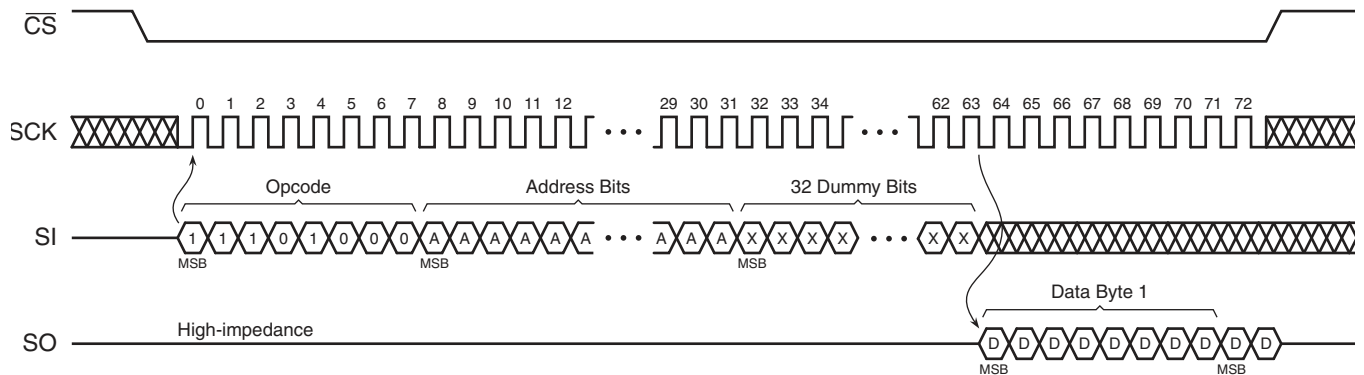 CS
0 1 2 3 4 5 6 7 8 9 10 11 12 29 30 31 32 33 34 62 63 64 65 66 67 68 69 70 71 72
SCK
Opcode Address Bits 32 Dummy Bits
SI 1 1 1 0 1 0 0 0 A A A A A A A A A X X X X X X
MSB MSB MSB
Data Byte 1
High-impedance
SO D D D D D D D D D D
MSB MSB